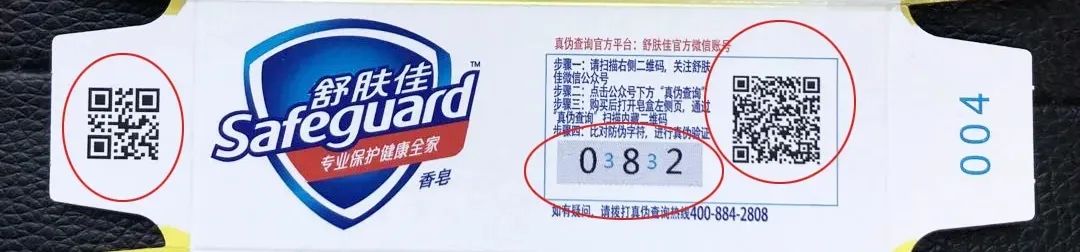 舒肤佳
Safeguard™
专业保护健康全家
香皂
真伪查询官方平台：舒肤佳官方微信账号
步骤一：请扫描右侧二维码，关注舒肤
佳微信公众号
步骤二：点击公众号下方“真伪查询”
步骤三：购买后打开皂盒左侧页，通过
“真伪查询”扫描内藏二维码
步骤四：比对防伪字符，进行真伪验证
03832
如有疑问，请拨打真伪查询热线400-884-2808
004